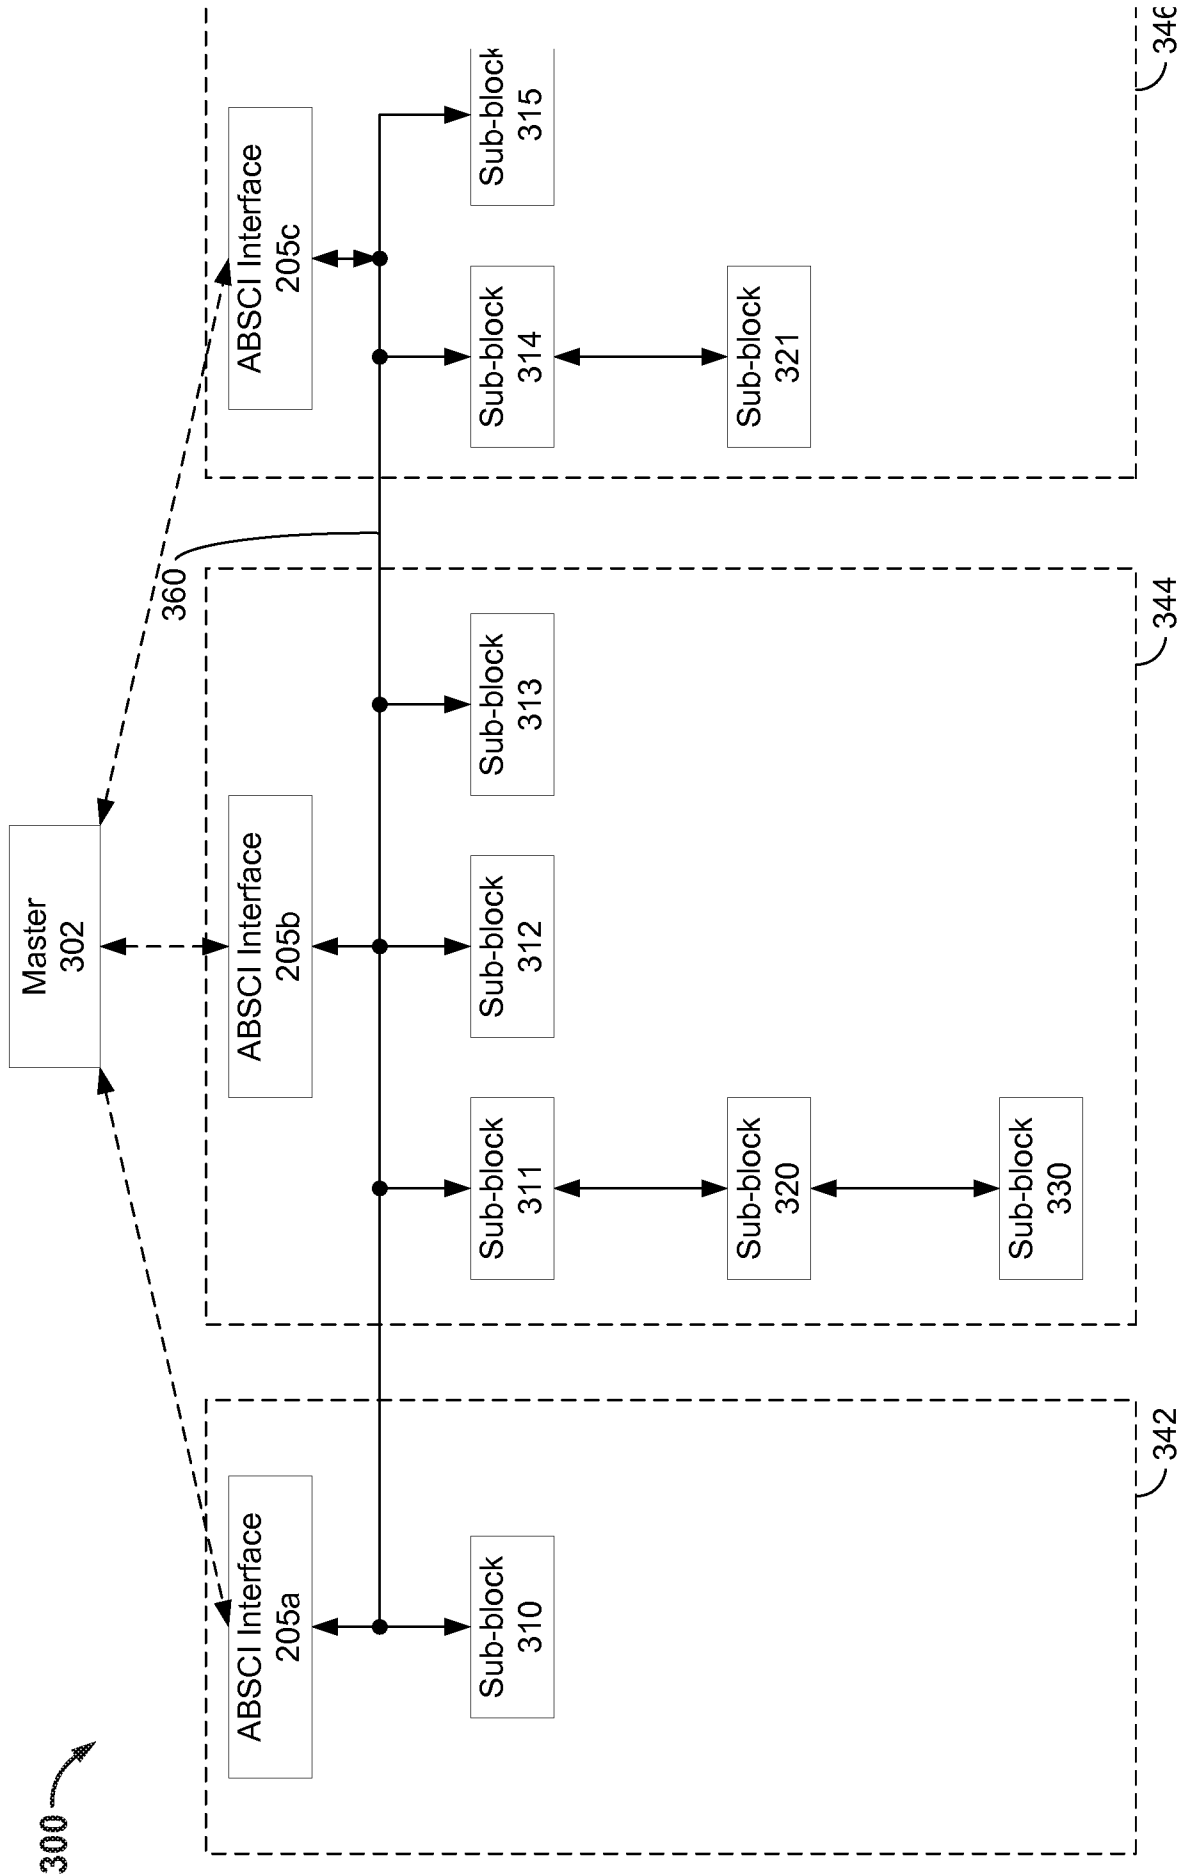 300
Master
302
360
ABSCI Interface
205a
ABSCI Interface
205b
ABSCI Interface
205c
Sub-block
310
Sub-block
311
Sub-block
312
Sub-block
313
Sub-block
314
Sub-block
315
Sub-block
320
Sub-block
321
Sub-block
330
342
344
346